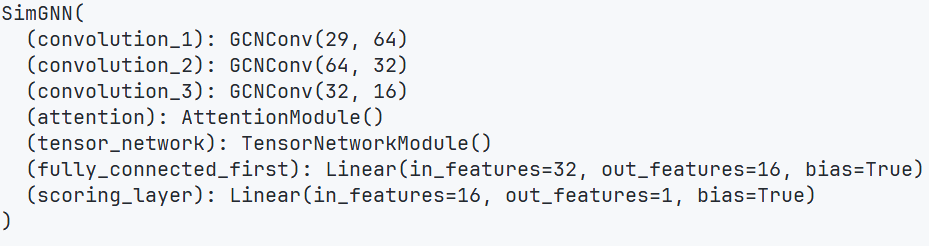 SimGNN(
  (convolution_1): GCNConv(29, 64)
  (convolution_2): GCNConv(64, 32)
  (convolution_3): GCNConv(32, 16)
  (attention): AttentionModule()
  (tensor_network): TensorNetworkModule()
  (fully_connected_first): Linear(in_features=32, out_features=16, bias=True)
  (scoring_layer): Linear(in_features=16, out_features=1, bias=True)
)